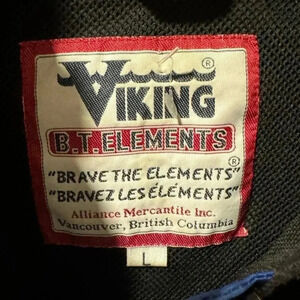 VIKING ®
B.T. ELEMENTS ®
"BRAVE THE ELEMENTS"
"BRAVEZ LES ÉLÉMENTS"
Alliance Mercantile Inc.
Vancouver, British Columbia
L